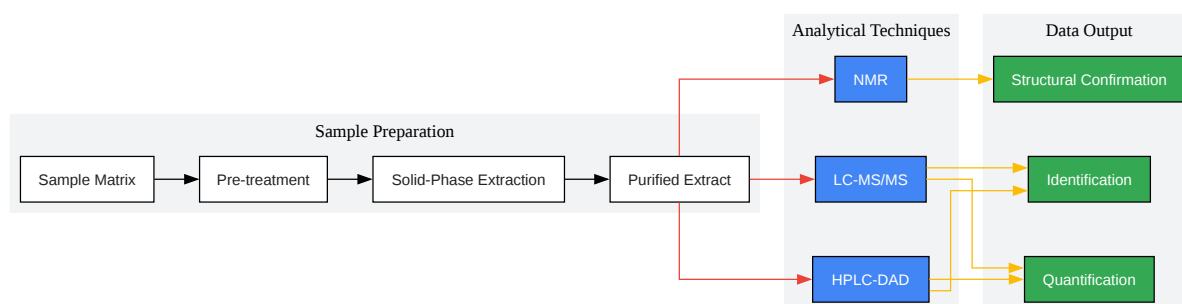 Analytical Techniques
Data Output
NMR
Structural Confirmation
Sample Preparation
Sample Matrix
Pre-treatment
Solid-Phase Extraction
Purified Extract
LC-MS/MS
Identification
HPLC-DAD
Quantification